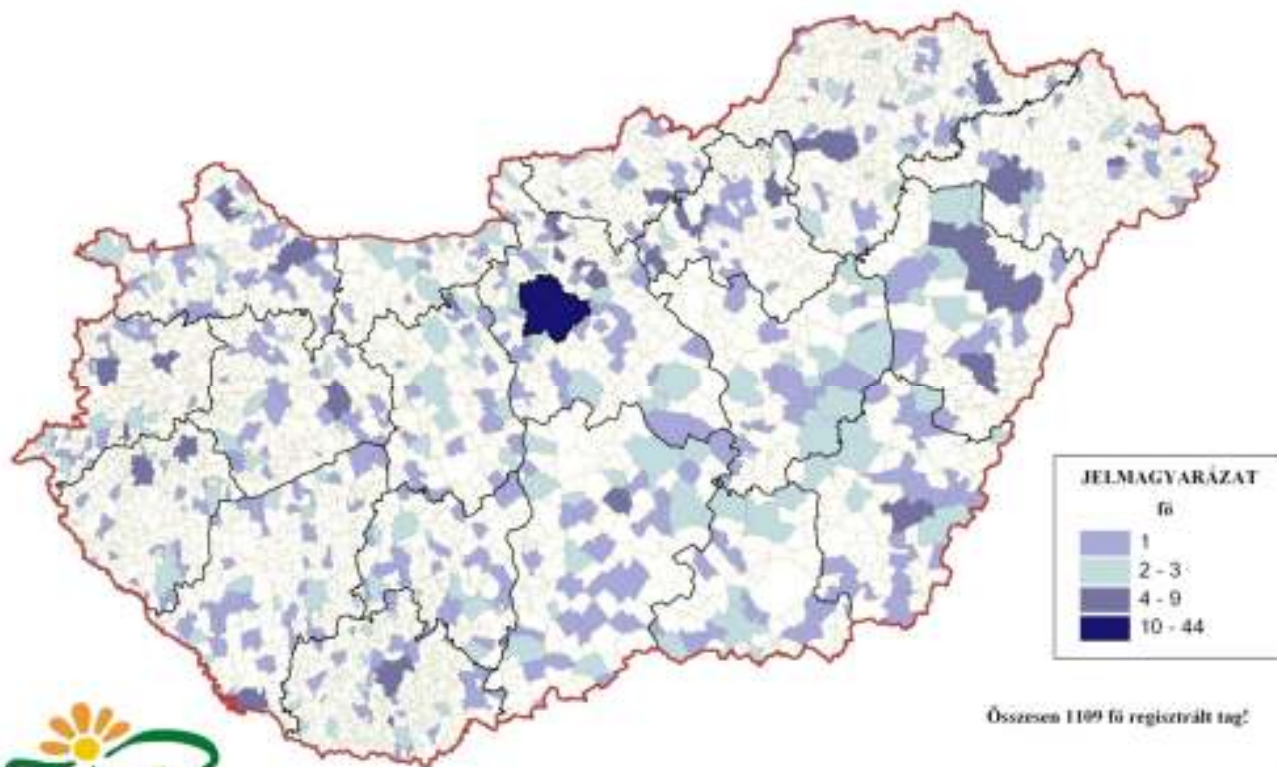 JELMAGYARÁZAT
fő
1
2 - 3
4 - 9
10 - 44
Összesen 1109 fő regisztrált tag!